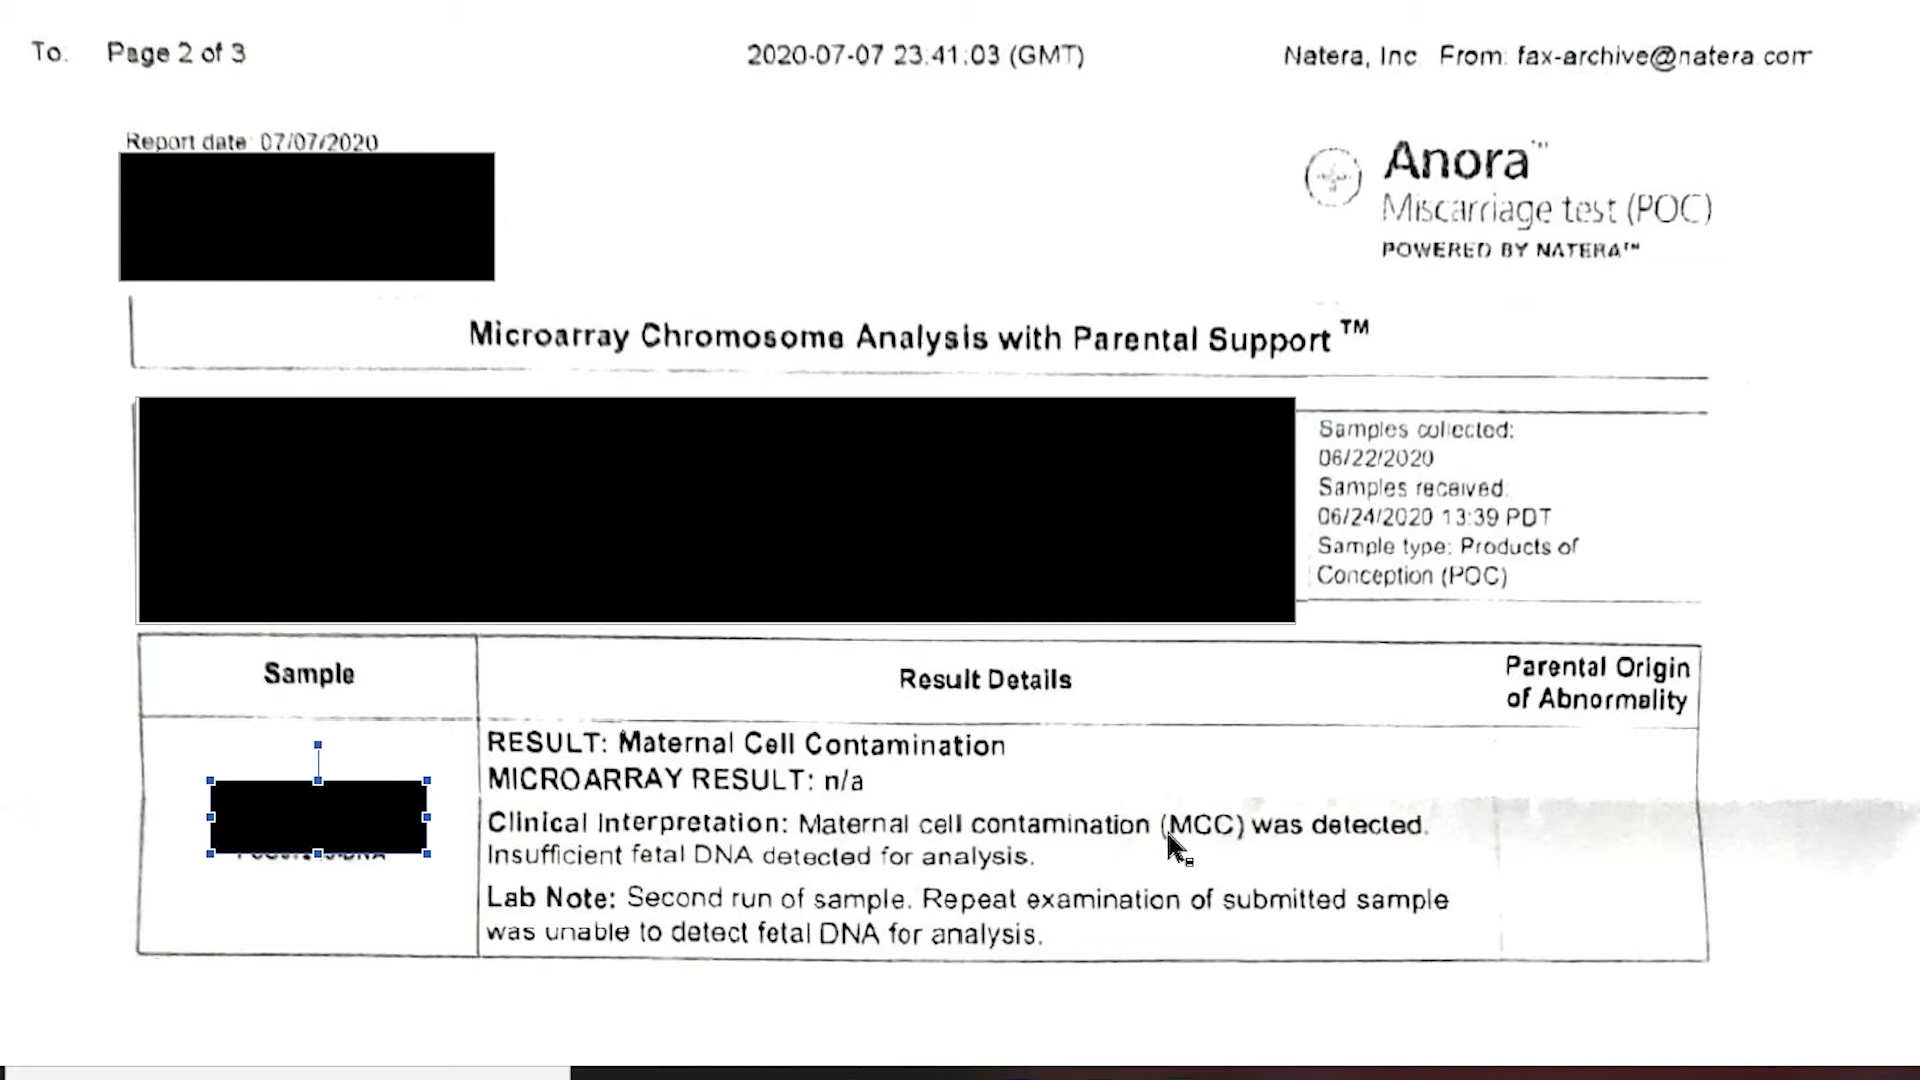 To: Page 2 of 3 2020-07-07 23:41:03 (GMT) Natera, Inc From: fax-archive@natera.com
Report date: 07/07/2020
Anora™
Miscarriage test (POC)
POWERED BY NATERA™
Microarray Chromosome Analysis with Parental Support ™
Samples collected:
06/22/2020
Samples received:
06/24/2020 13:39 PDT
Sample type: Products of
Conception (POC)
Sample
Result Details
Parental Origin
of Abnormality
RESULT: Maternal Cell Contamination
MICROARRAY RESULT: n/a
Clinical Interpretation: Maternal cell contamination (MCC) was detected.
Insufficient fetal DNA detected for analysis.
Lab Note: Second run of sample. Repeat examination of submitted sample
was unable to detect fetal DNA for analysis.